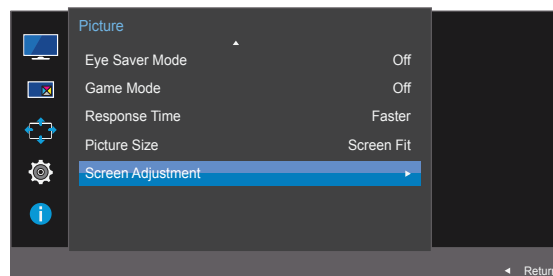 Picture
Eye Saver Mode Off
Game Mode Off
Response Time Faster
Picture Size Screen Fit
Screen Adjustment
Return